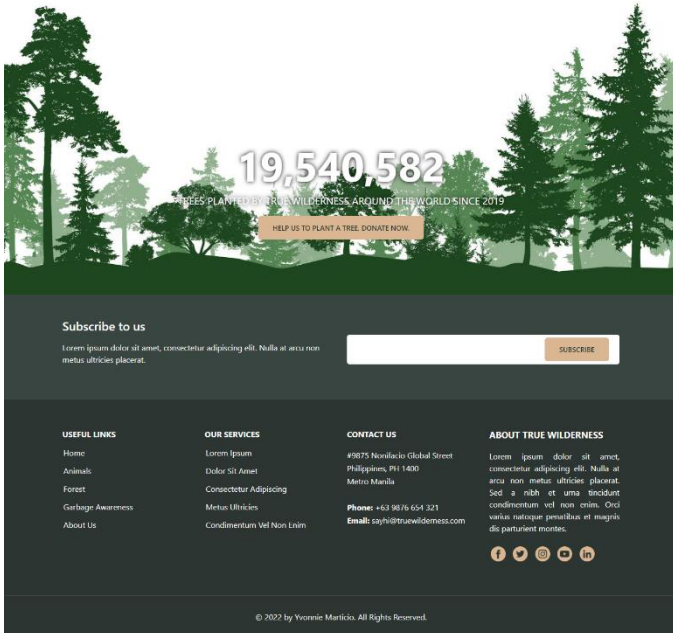 19,540,582
TREES PLANTED BY TRUE WILDERNESS AROUND THE WORLD SINCE 2019
HELP US TO PLANT A TREE. DONATE NOW.
Subscribe to us
Lorem ipsum dolor sit amet, consectetur adipiscing elit. Nulla at arcu non
metus ultricies placerat.
SUBSCRIBE
USEFUL LINKS
Home
Animals
Forest
Garbage Awareness
About Us
OUR SERVICES
Lorem Ipsum
Dolor Sit Amet
Consectetur Adipiscing
Metus Ultricies
Condimentum Vel Non Enim
CONTACT US
#9875 Nonifacio Global Street
Philippines, PH 1400
Metro Manila
Phone: +63 9876 654 321
Email: sayhi@truewilderness.com
ABOUT TRUE WILDERNESS
Lorem ipsum dolor sit amet,
consectetur adipiscing elit. Nulla at
arcu non metus ultricies placerat.
Sed a nibh et urna tincidunt
condimentum vel non enim. Orci
varius natoque penatibus et magnis
dis parturient montes.
© 2022 by Yvonnie Marticio. All Rights Reserved.